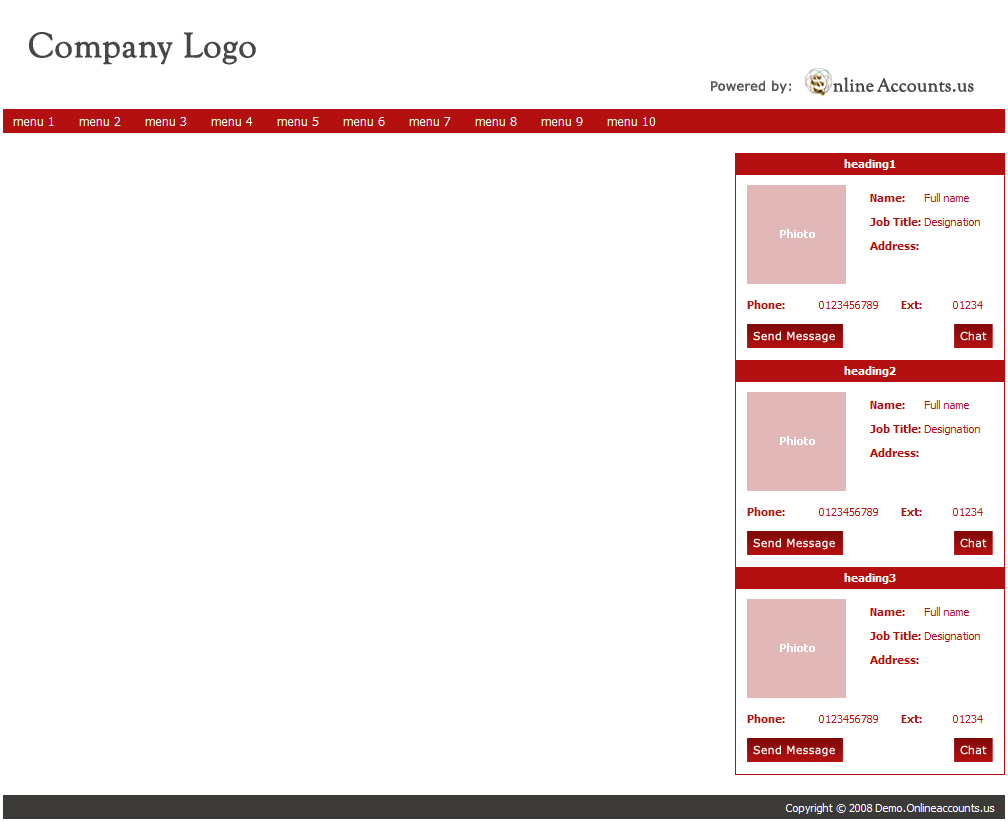 Company Logo
Powered by: Online Accounts.us
menu 1 menu 2 menu 3 menu 4 menu 5 menu 6 menu 7 menu 8 menu 9 menu 10
heading1
Name: Full name
Job Title: Designation
Phioto
Address:
Phone: 0123456789 Ext: 01234
Send Message Chat
heading2
Name: Full name
Job Title: Designation
Phioto
Address:
Phone: 0123456789 Ext: 01234
Send Message Chat
heading3
Name: Full name
Job Title: Designation
Phioto
Address:
Phone: 0123456789 Ext: 01234
Send Message Chat
Copyright © 2008 Demo.Onlineaccounts.us